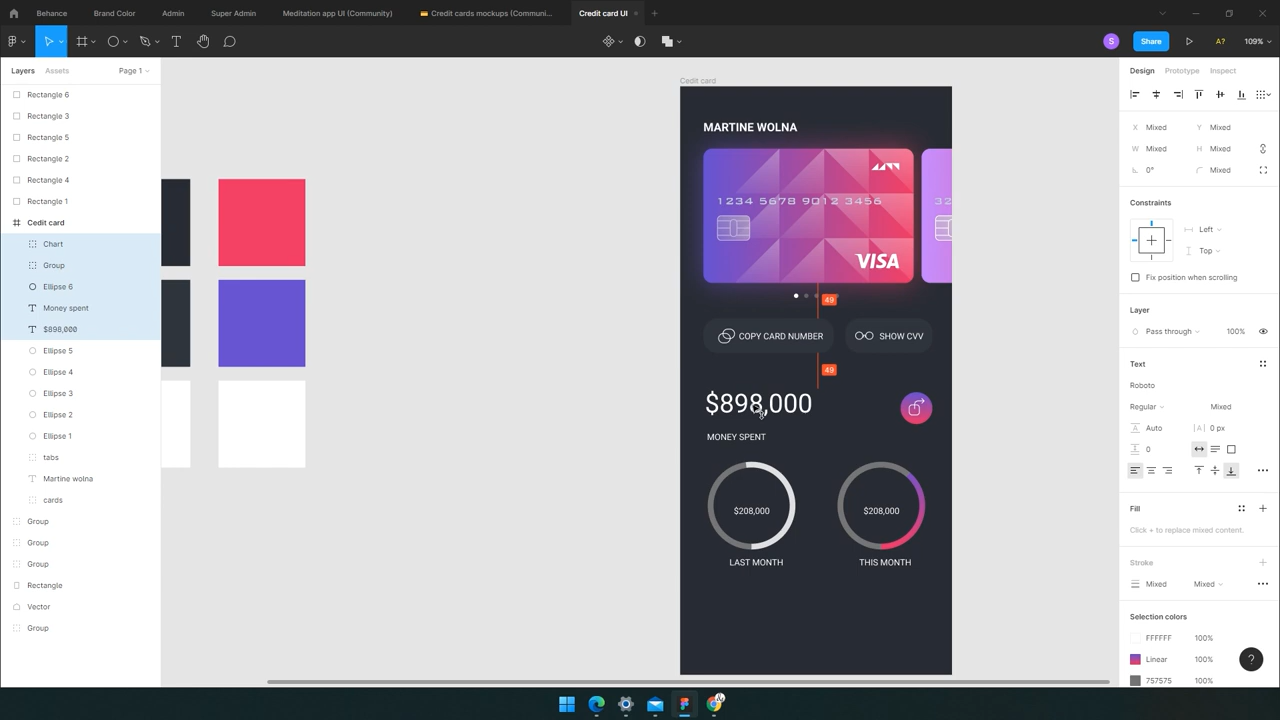 Behance
Brand Color
Admin
Super Admin
Meditation app UI (Community)
Credit cards mockups (Communi...
Credit card UI
S
Share
A?
109%
Layers
Assets
Page 1
Rectangle 6
Rectangle 3
Rectangle 5
Rectangle 2
Rectangle 4
Rectangle 1
Cedit card
Chart
Group
Ellipse 6
Money spent
$898,000
Ellipse 5
Ellipse 4
Ellipse 3
Ellipse 2
Ellipse 1
tabs
Martine wolna
cards
Group
Group
Group
Rectangle
Vector
Group
Cedit card
MARTINE WOLNA
1234 5678 9012 3456
32
VISA
49
COPY CARD NUMBER
SHOW CVV
49
$898,000
MONEY SPENT
$208,000
$208,000
LAST MONTH
THIS MONTH
Design
Prototype
Inspect
X Mixed
Y Mixed
W Mixed
H Mixed
0°
Mixed
Constraints
Left
Top
Fix position when scrolling
Layer
Pass through
100%
Text
Roboto
Regular
Mixed
Auto
0 px
0
Fill
Click + to replace mixed content.
Stroke
Mixed
Mixed
Selection colors
FFFFFF
100%
Linear
100%
757575
100%
?